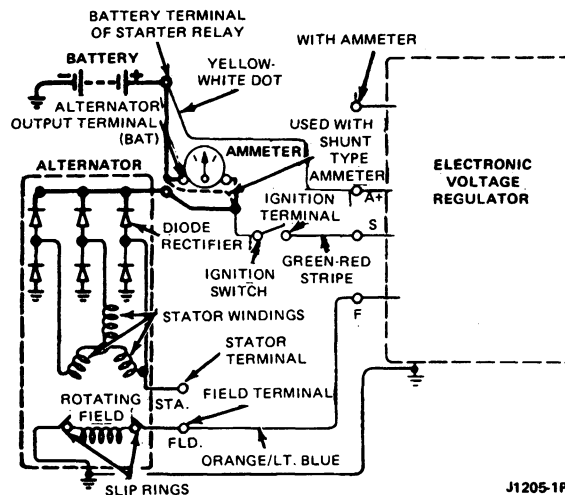 BATTERY TERMINAL
OF STARTER RELAY
WITH AMMETER
BATTERY
YELLOW-
WHITE DOT
- +
ALTERNATOR
OUTPUT TERMINAL
(BAT)
USED WITH
SHUNT
TYPE
AMMETER
AMMETER
ALTERNATOR
ELECTRONIC
VOLTAGE
REGULATOR
I
A+
IGNITION
TERMINAL
S
DIODE
RECTIFIER
IGNITION
SWITCH
GREEN-RED
STRIPE
F
STATOR WINDINGS
STATOR
TERMINAL
STA.
ROTATING
FIELD
FIELD TERMINAL
FLD.
ORANGE/LT. BLUE
SLIP RINGS